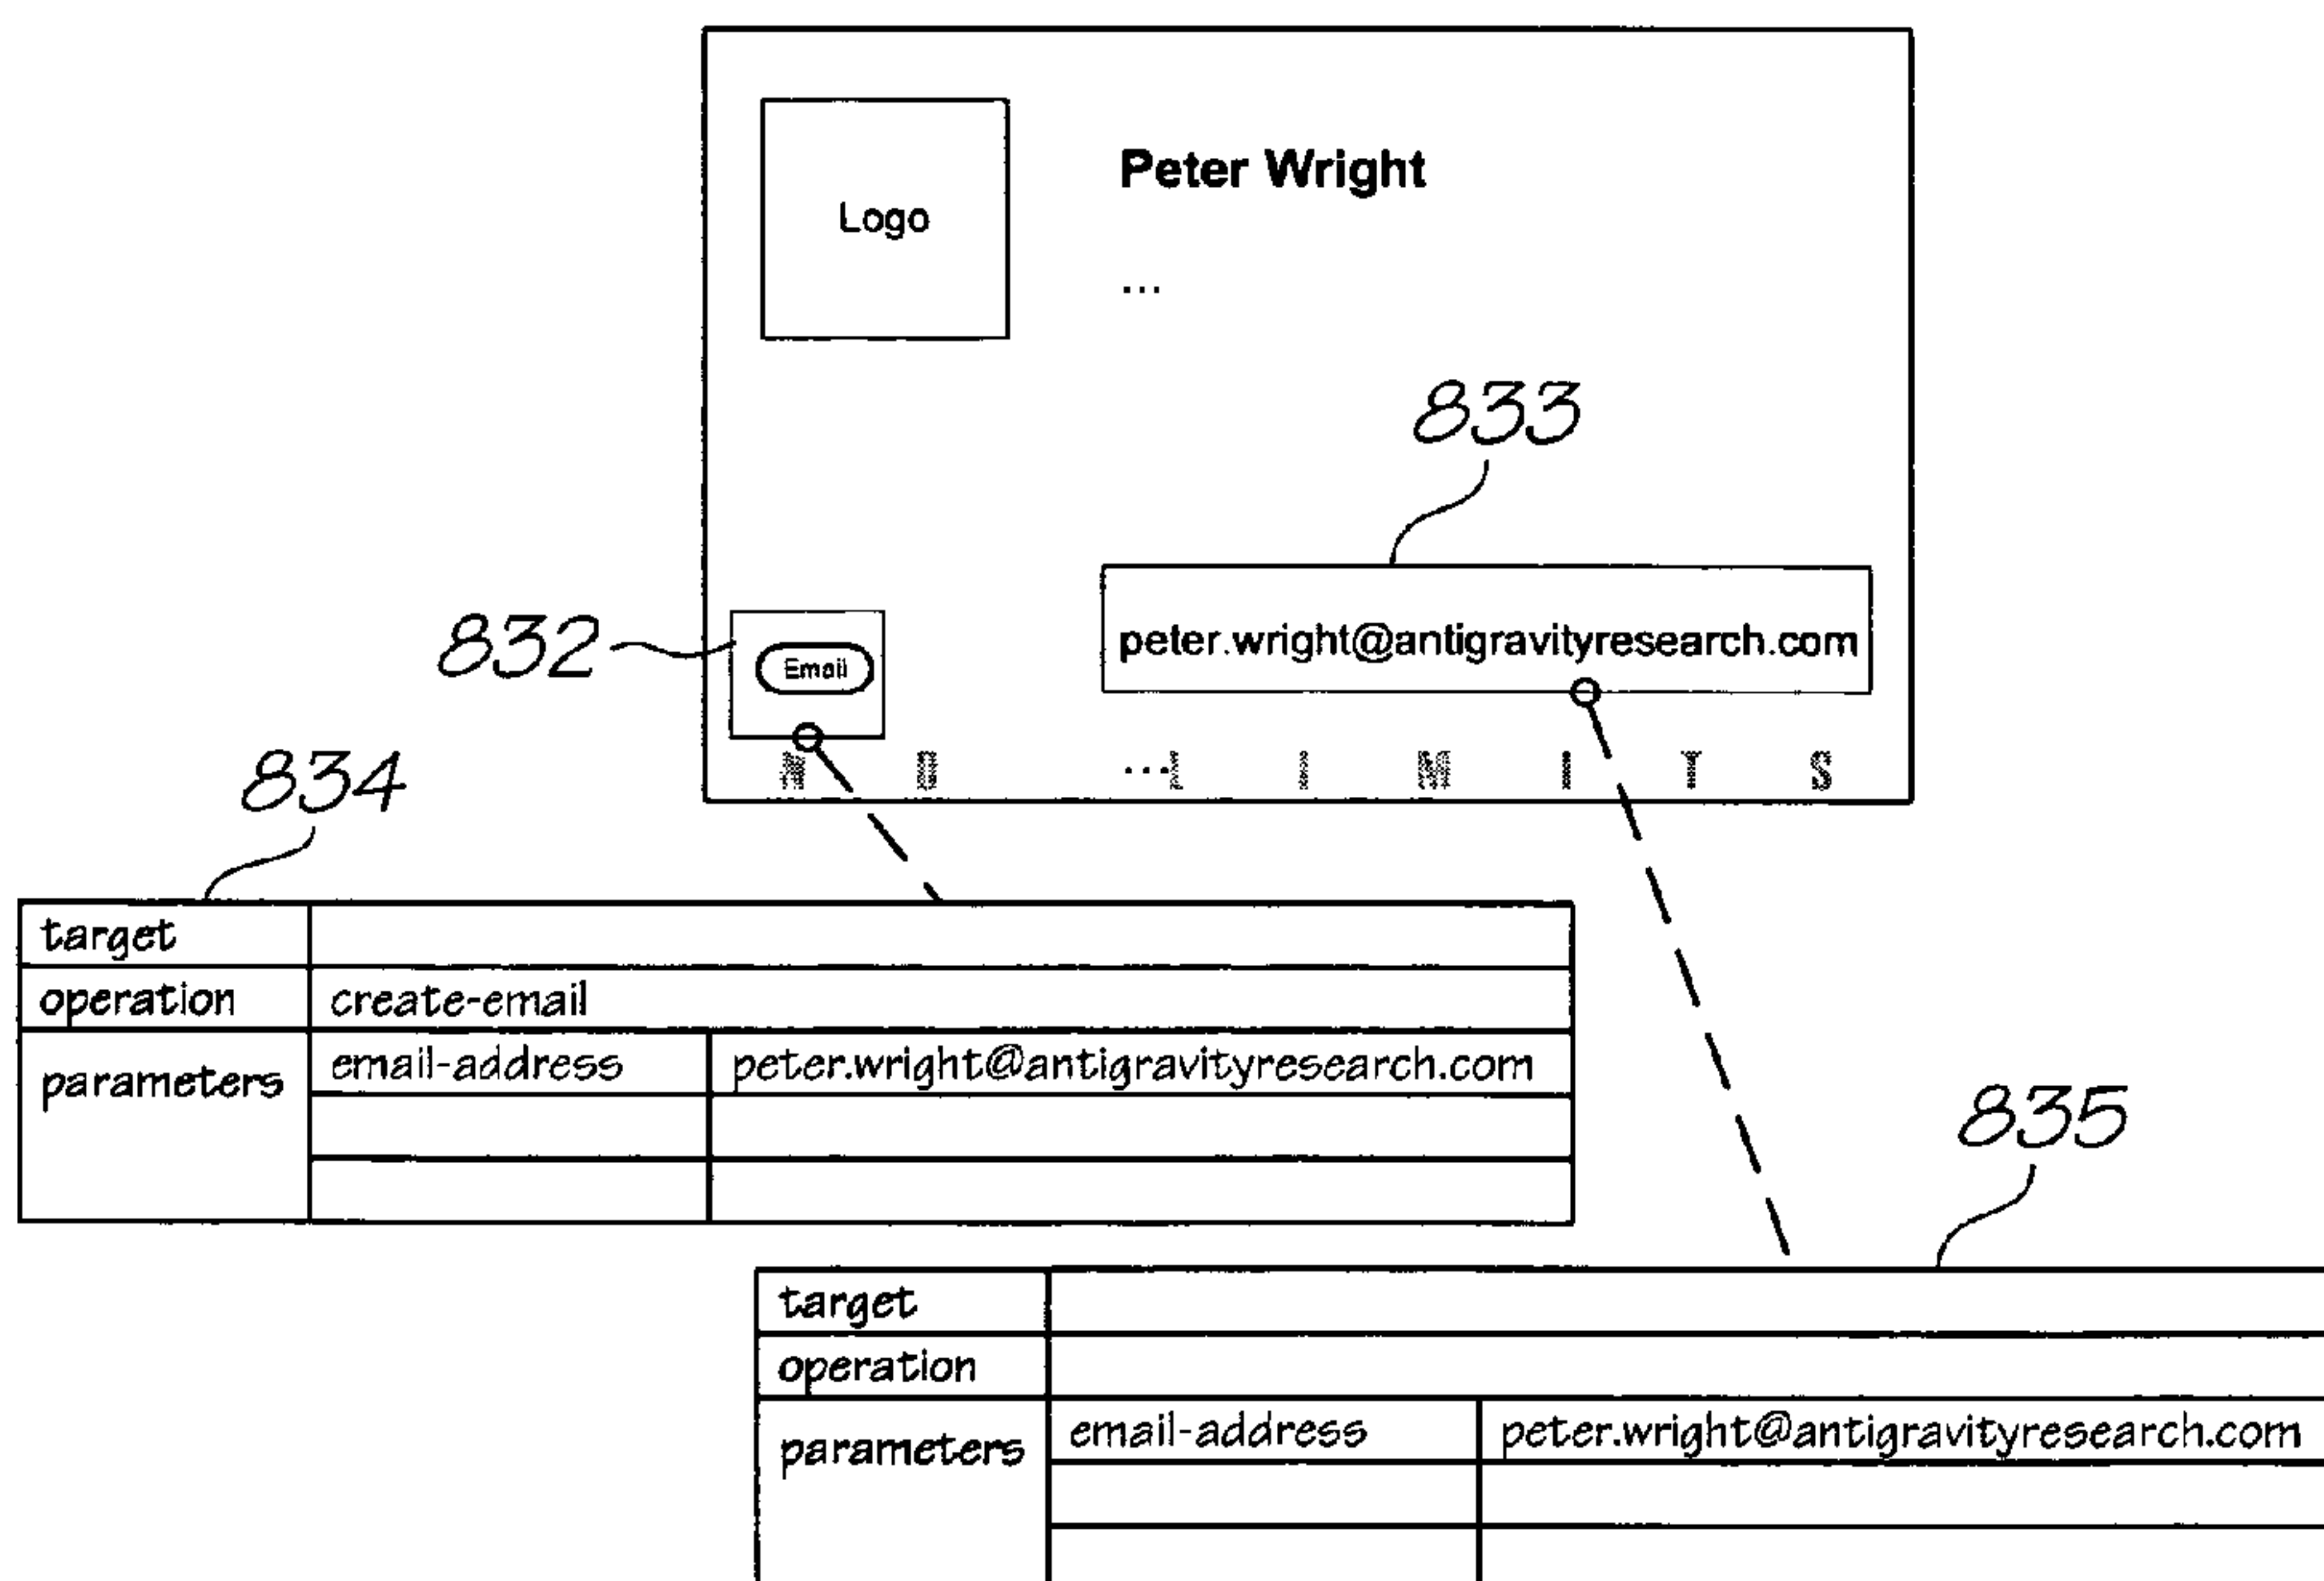 Peter Wright
Logo
...
833
peter.wright@antigravityresearch.com
832
Email
... I M I T S
834
target
operation create-email
parameters email-address peter.wright@antigravityresearch.com
835
target
operation
parameters email-address peter.wright@antigravityresearch.com